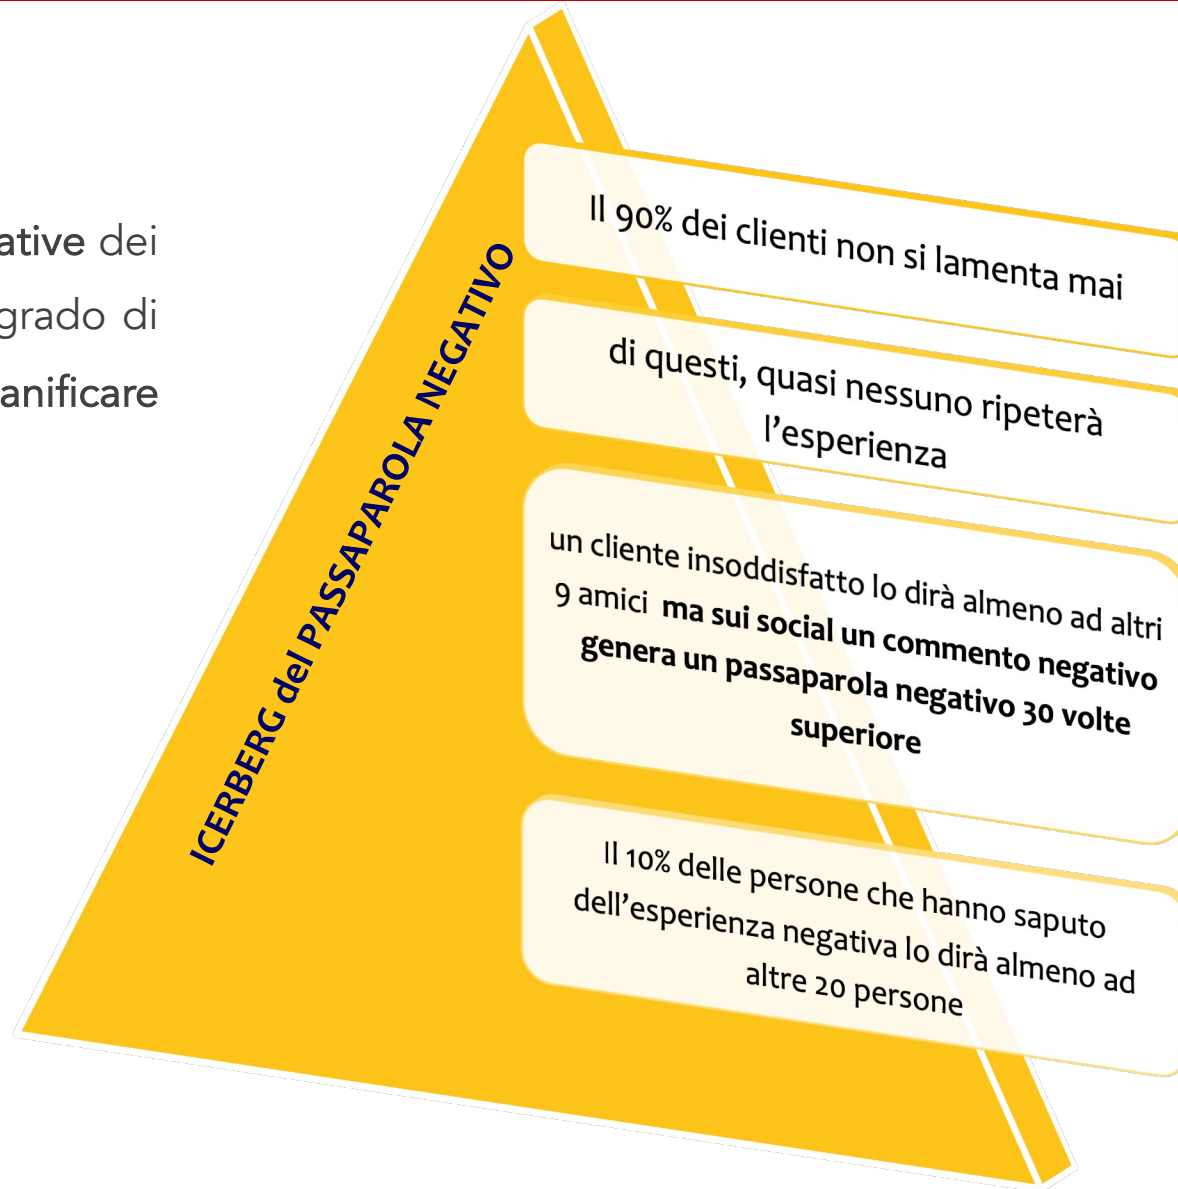 ative dei
grado di
anificare
ICERBERG del PASSAPAROLA NEGATIVO
Il 90% dei clienti non si lamenta mai
di questi, quasi nessuno ripeterà
l'esperienza
un cliente insoddisfatto lo dirà almeno ad altri
9 amici ma sui social un commento negativo
genera un passaparola negativo 30 volte
superiore
Il 10% delle persone che hanno saputo
dell'esperienza negativa lo dirà almeno ad
altre 20 persone